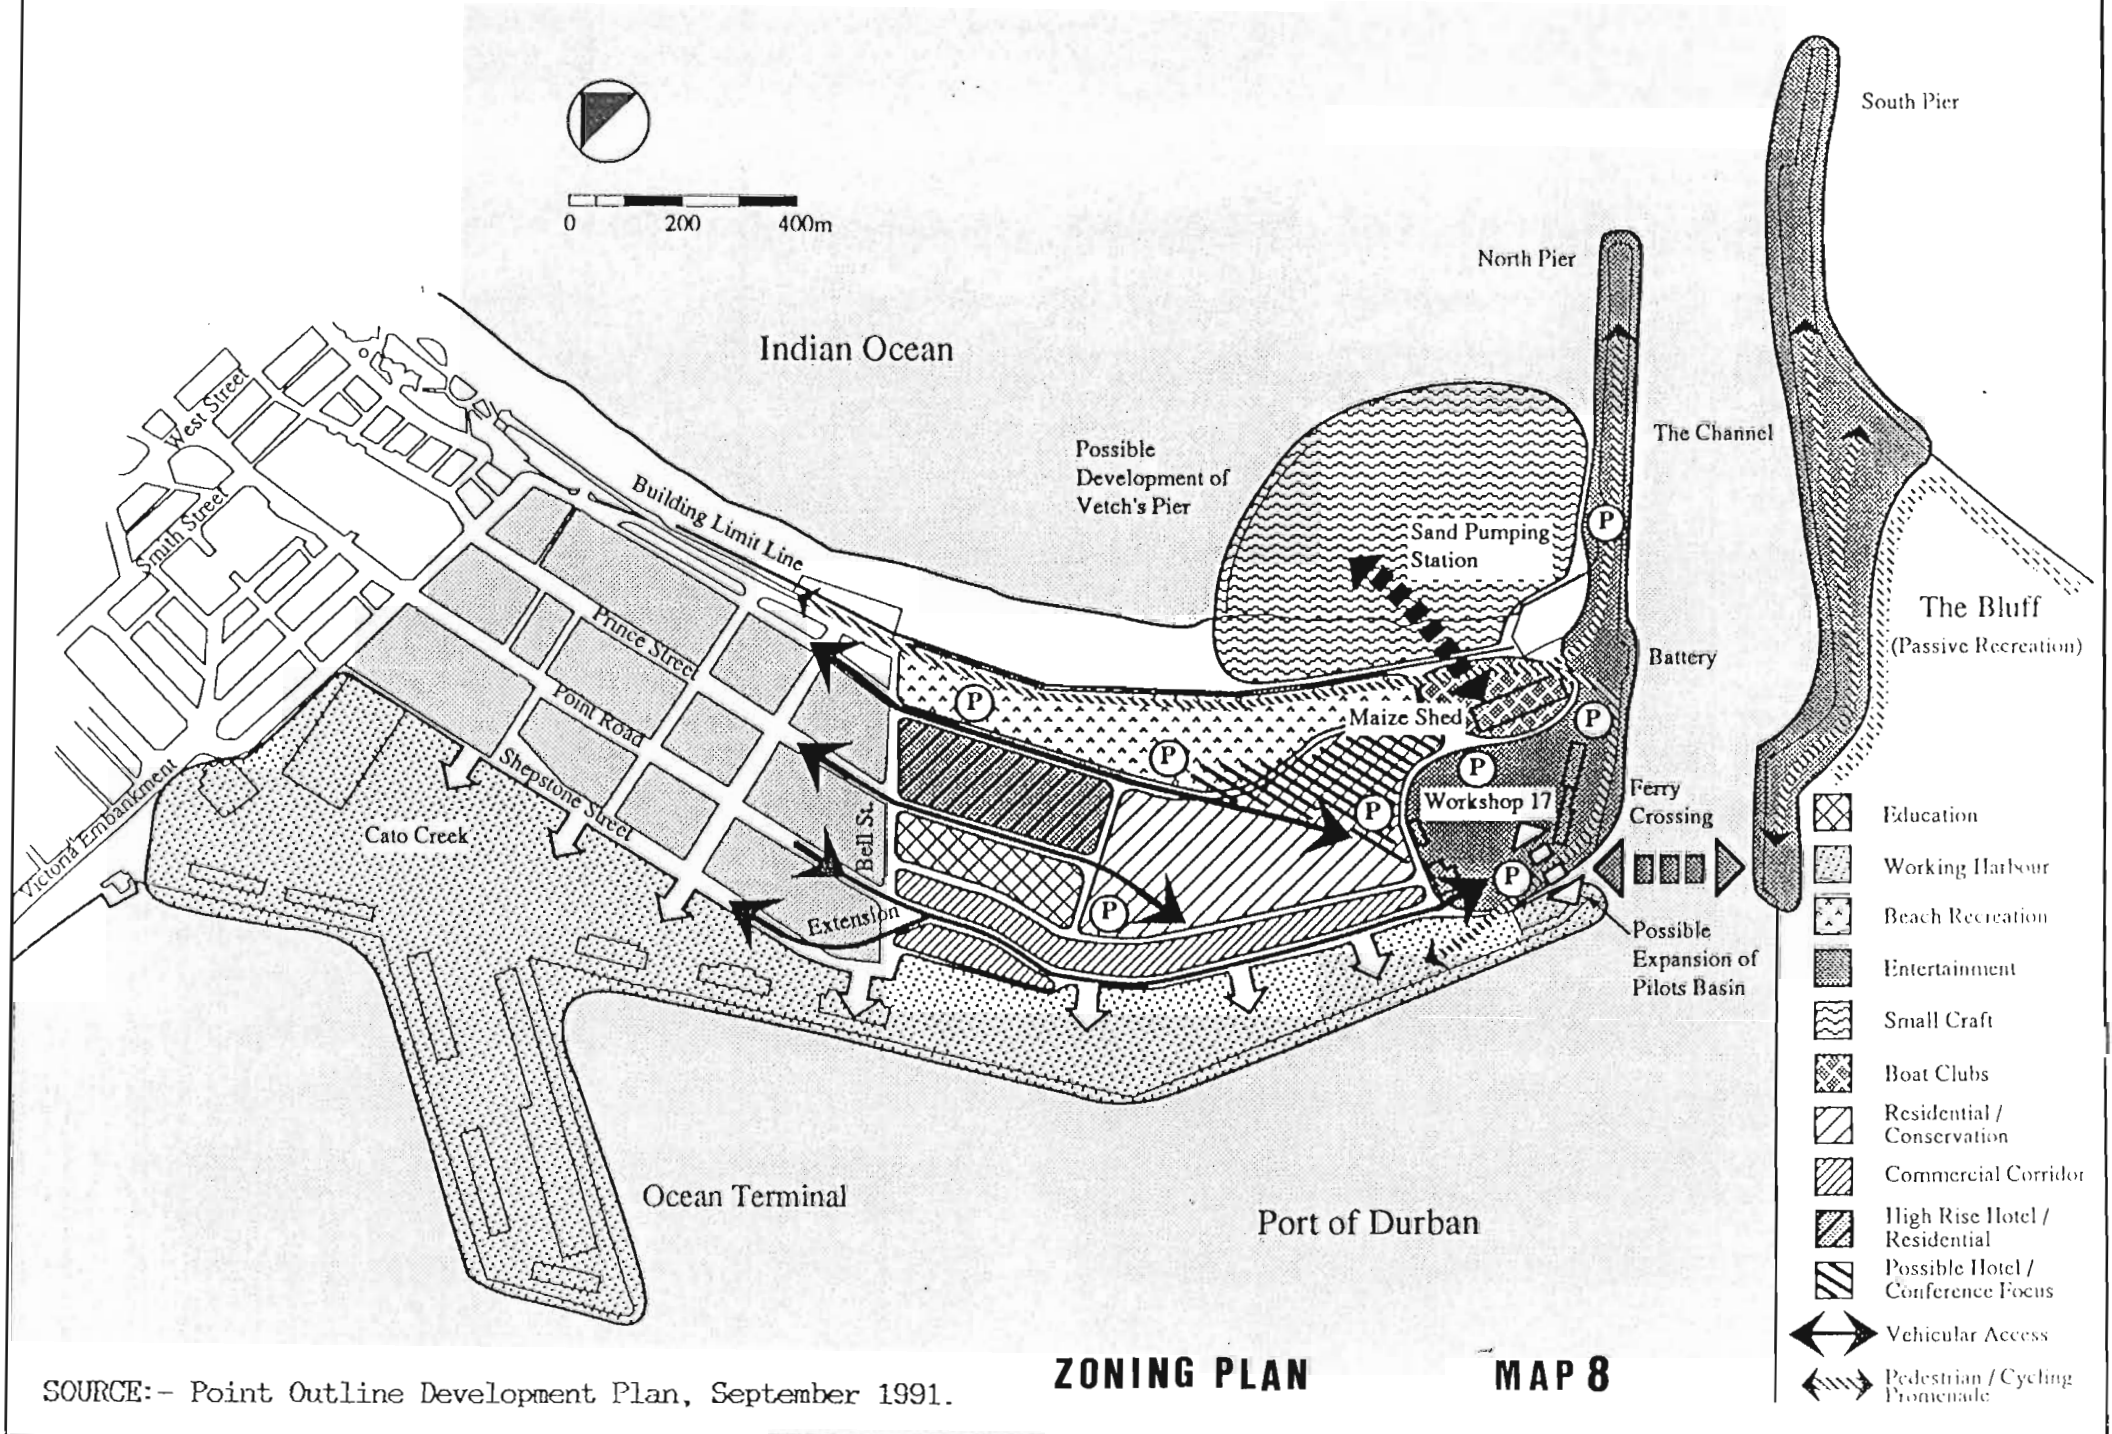 South Pier
0 200 400m
North Pier
Indian Ocean
West Street
The Channel
Possible
Development of
Vetch's Pier
Building Limit Line
Smith Street
P
Sand Pumping
Station
The Bluff
(Passive Recreation)
Prince Street
Battery
P
Point Road
Maize Shed
P
P
P
Shepstone Street
Victoria Embankment
Cato Creek
Bell St.
P
Workshop 17
Ferry
Crossing
P
P
Extension
Possible
Expansion of
Pilots Basin
Ocean Terminal
Port of Durban
Education
Working Harbour
Beach Recreation
Entertainment
Small Craft
Boat Clubs
Residential /
Conservation
Commercial Corridor
High Rise Hotel /
Residential
Possible Hotel /
Conference Focus
Vehicular Access
Pedestrian / Cycling
Promenade
ZONING PLAN MAP 8
SOURCE:- Point Outline Development Plan, September 1991.